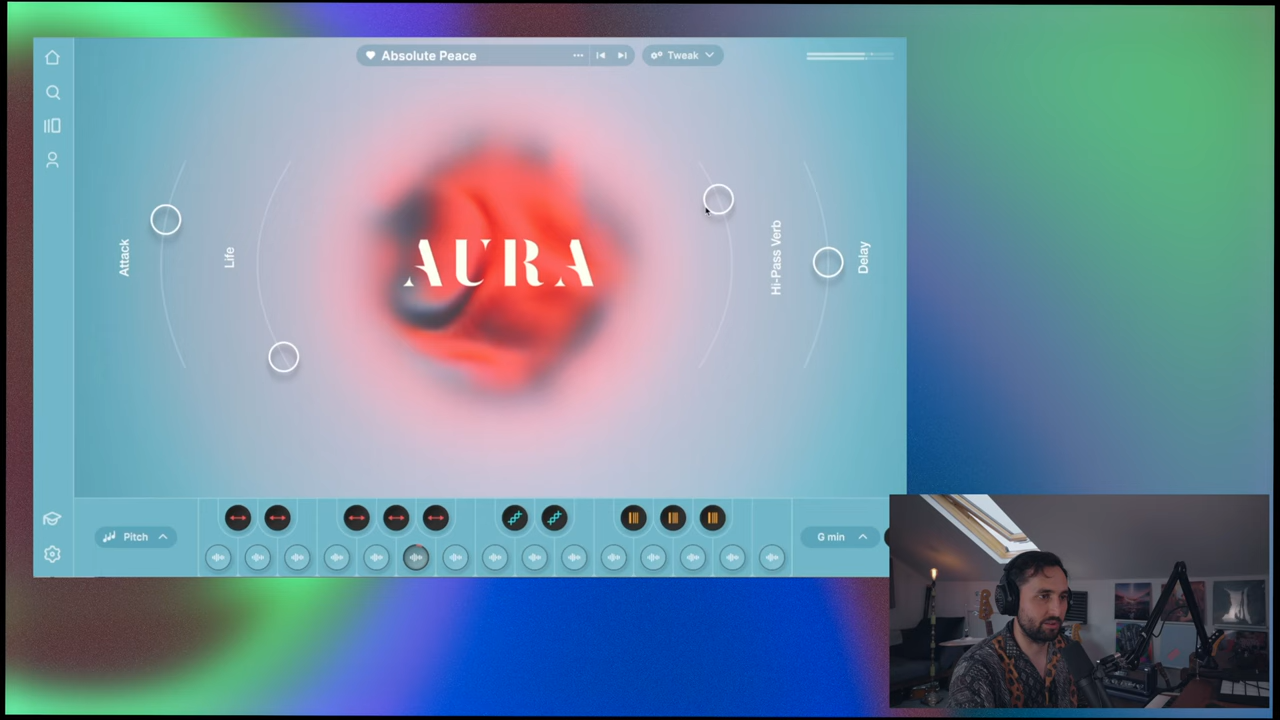 Absolute Peace
Tweak
Attack
Life
AURA
Hi-Pass Verb
Delay
Pitch
G min